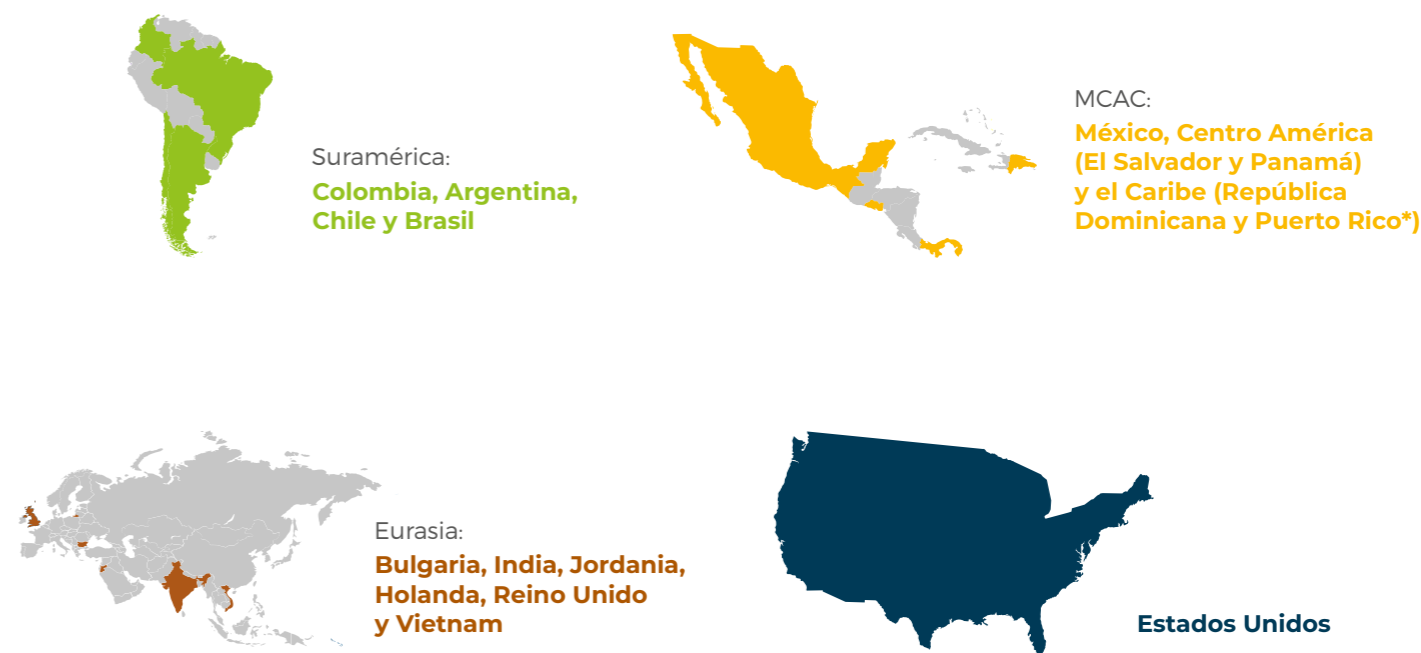 Suramérica:
Colombia, Argentina,
Chile y Brasil
MCAC:
México, Centro América
(El Salvador y Panamá)
y el Caribe (República
Dominicana y Puerto Rico*)
Eurasia:
Bulgaria, India, Jordania,
Holanda, Reino Unido
y Vietnam
Estados Unidos